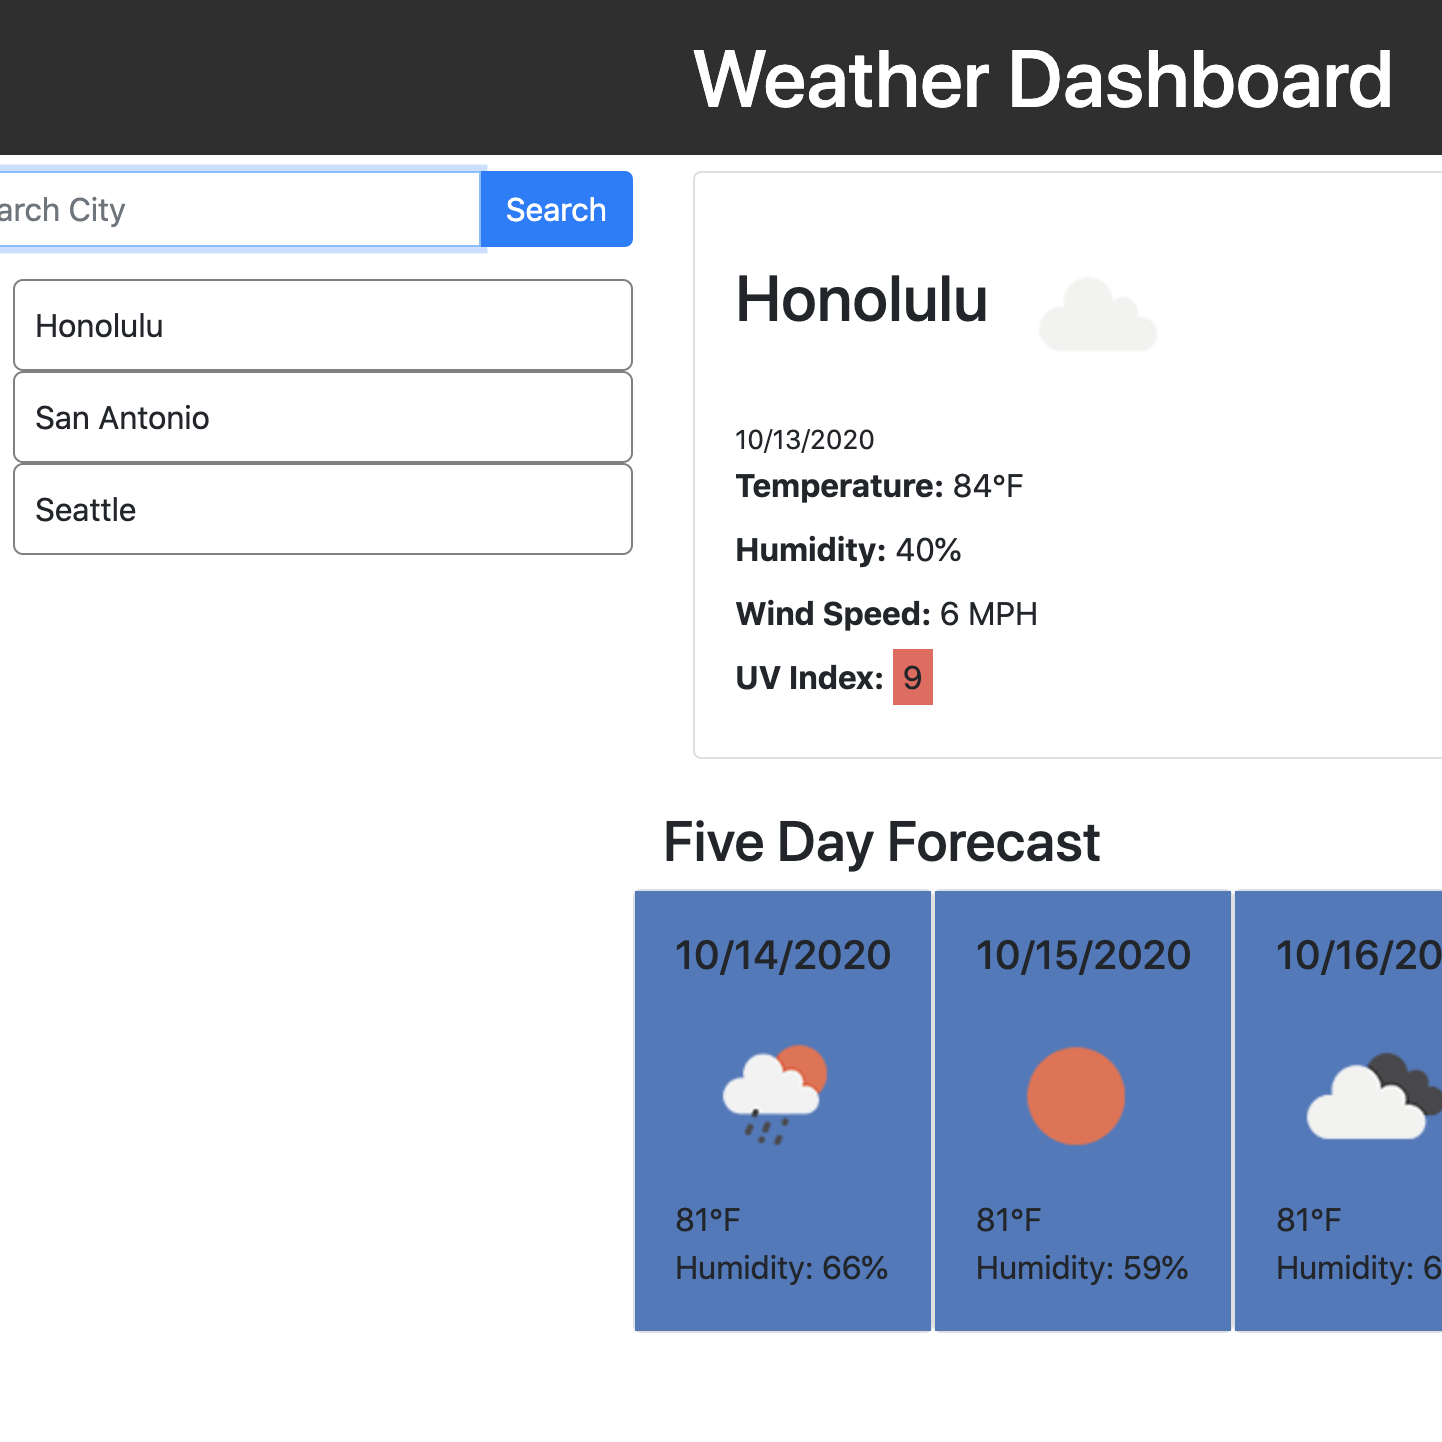 Weather Dashboard
arch City
Search
Honolulu
San Antonio
Seattle
Honolulu
10/13/2020
Temperature: 84°F
Humidity: 40%
Wind Speed: 6 MPH
UV Index: 9
Five Day Forecast
10/14/2020
81°F
Humidity: 66%
10/15/2020
81°F
Humidity: 59%
10/16/20
81°F
Humidity: 6